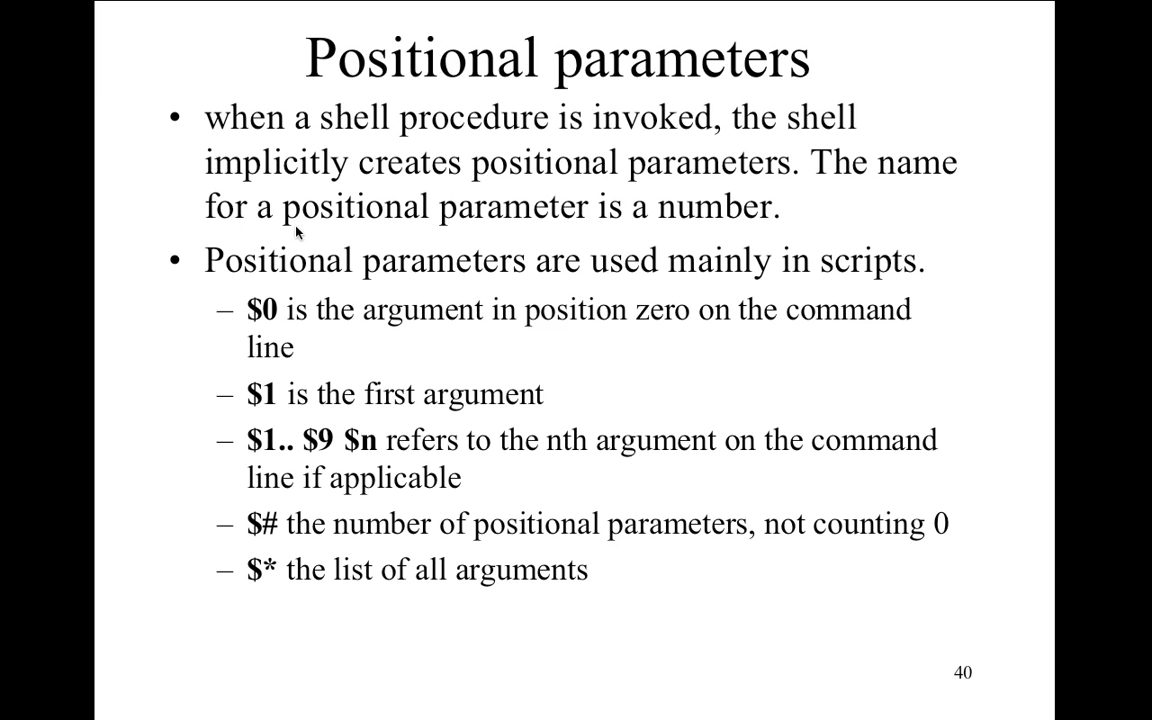 Positional parameters
• when a shell procedure is invoked, the shell
implicitly creates positional parameters. The name
for a positional parameter is a number.
• Positional parameters are used mainly in scripts.
– $0 is the argument in position zero on the command
line
– $1 is the first argument
– $1.. $9 $n refers to the nth argument on the command
line if applicable
– $# the number of positional parameters, not counting 0
– $* the list of all arguments
40